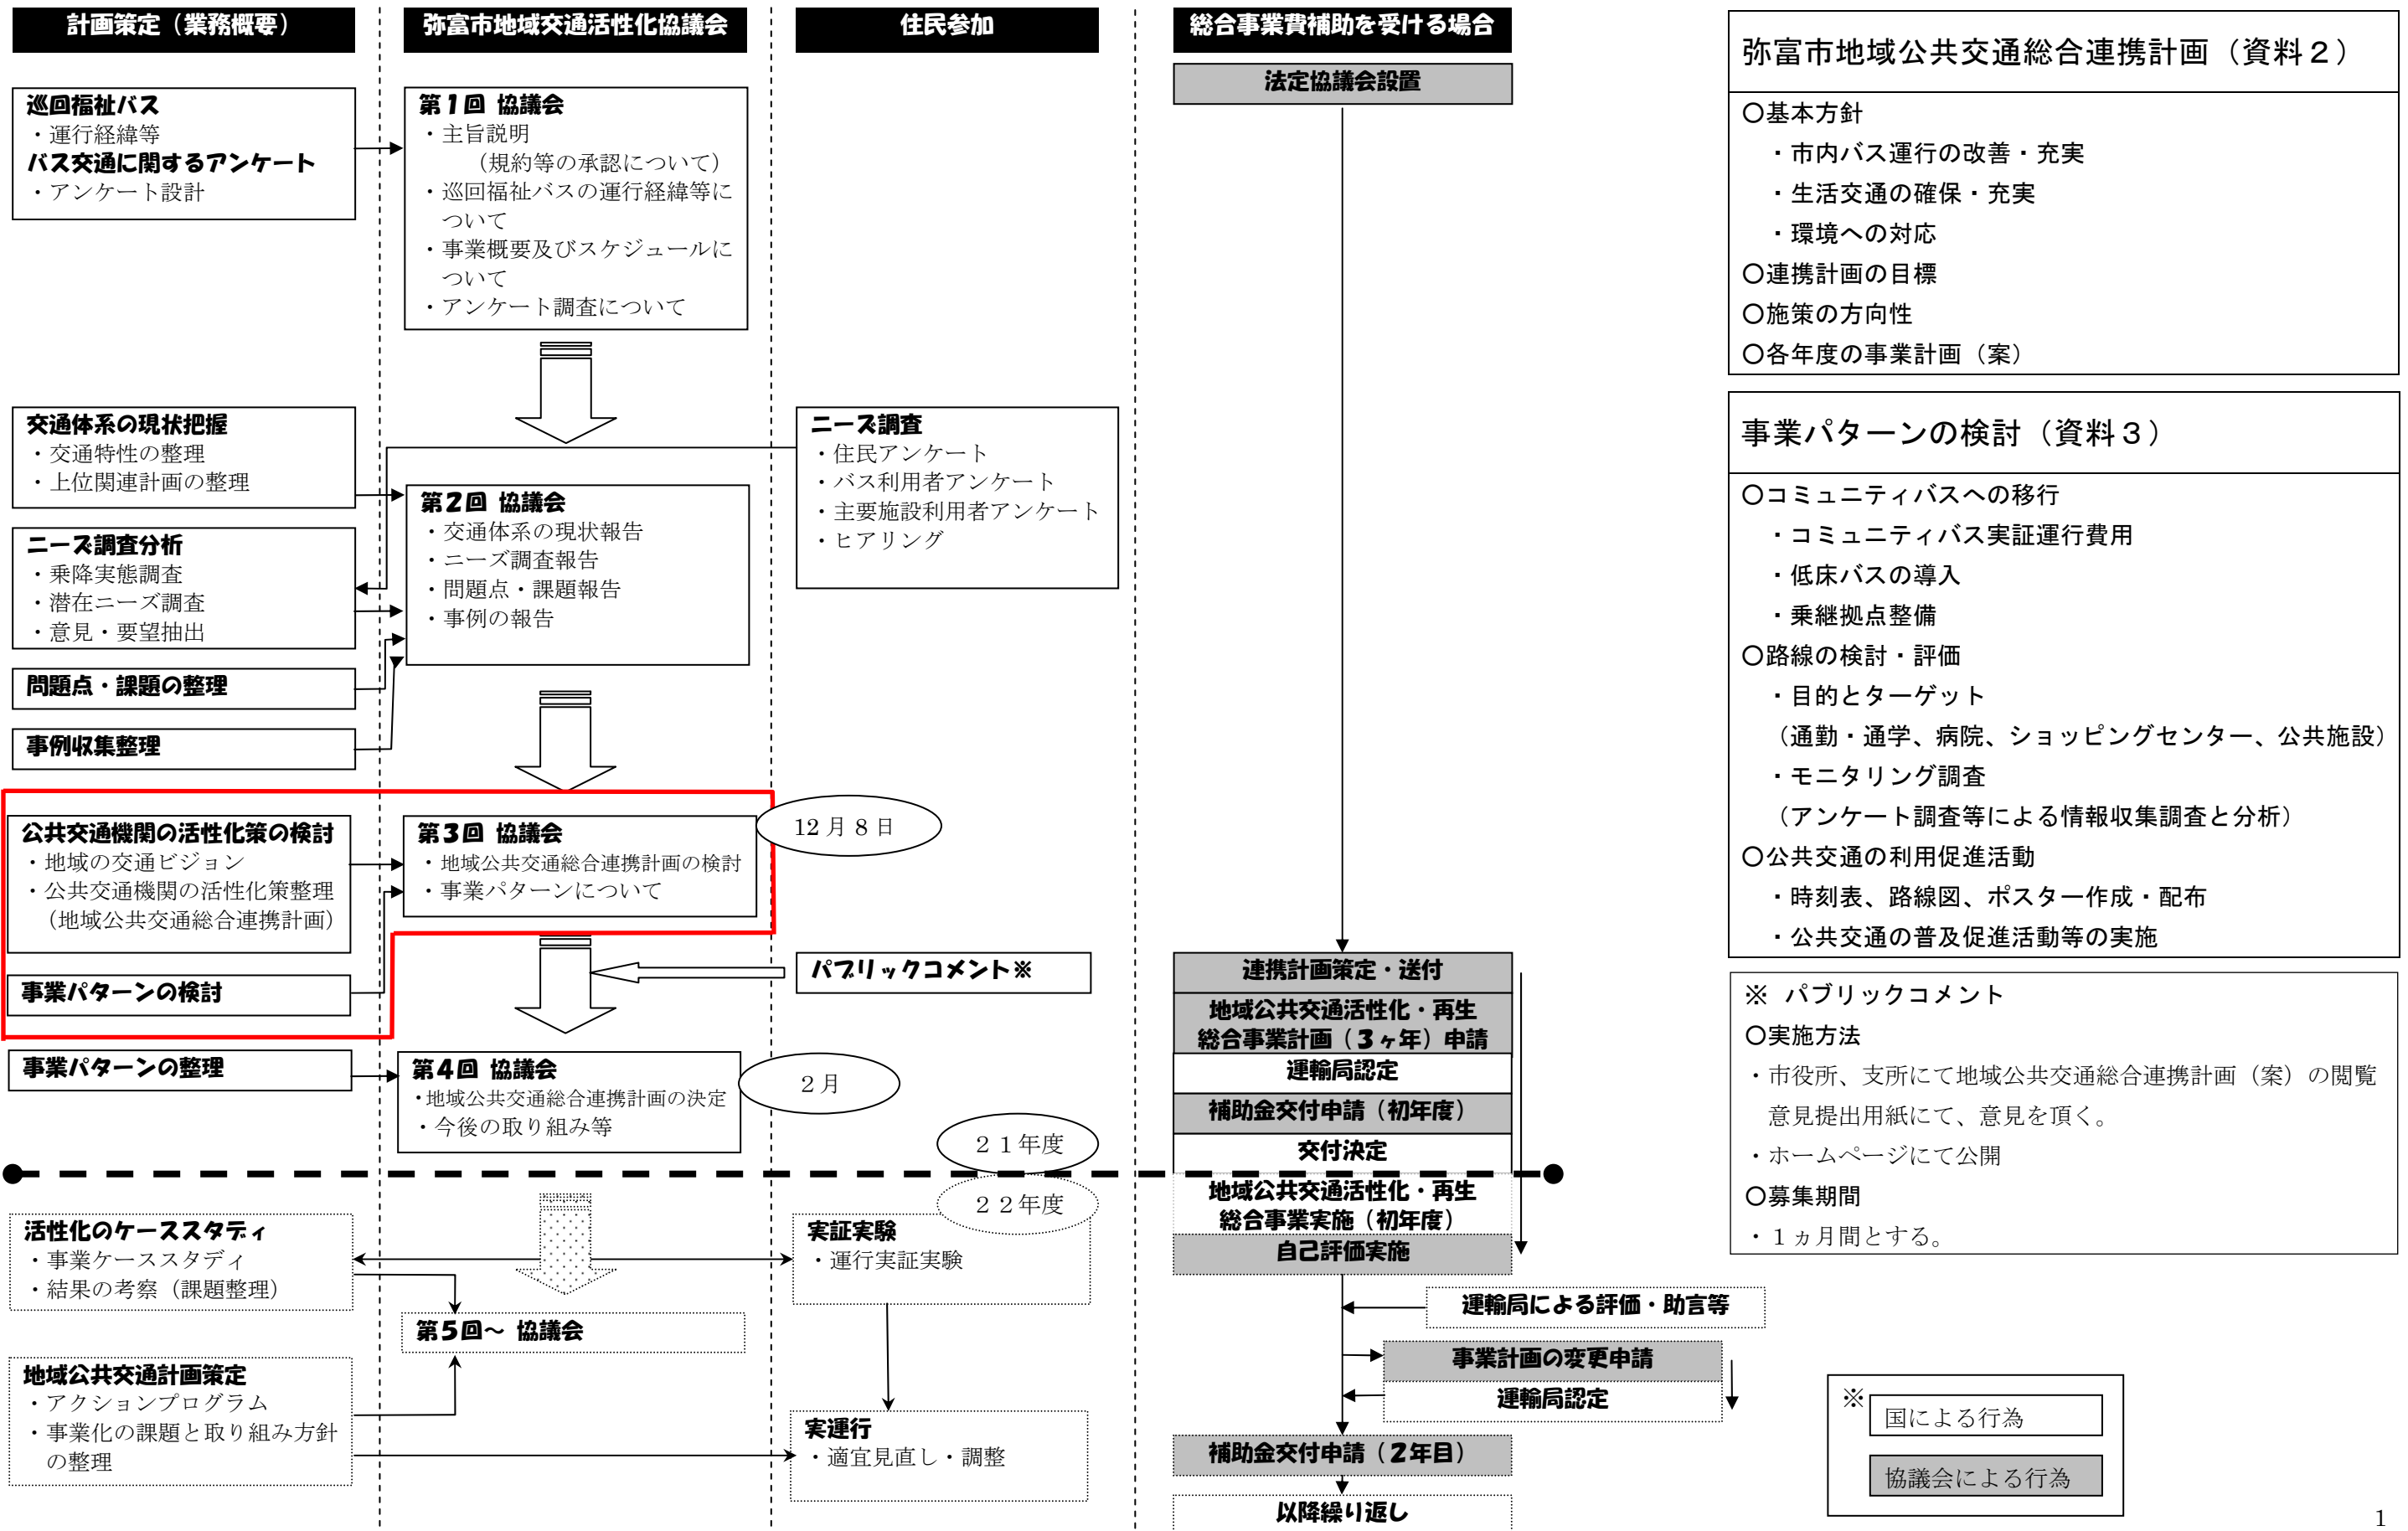 計画策定（業務概要）
弥富市地域交通活性化協議会
住民参加
総合事業費補助を受ける場合
巡回福祉バス
・運行経緯等
バス交通に関するアンケート
・アンケート設計
第1回 協議会
・主旨説明
（規約等の承認について）
・巡回福祉バスの運行経緯等に
ついて
・事業概要及びスケジュールに
ついて
・アンケート調査について
法定協議会設置
交通体系の現状把握
・交通特性の整理
・上位関連計画の整理
ニーズ調査分析
・乗降実態調査
・潜在ニーズ調査
・意見・要望抽出
問題点・課題の整理
事例収集整理
第2回 協議会
・交通体系の現状報告
・ニーズ調査報告
・問題点・課題報告
・事例の報告
ニーズ調査
・住民アンケート
・バス利用者アンケート
・主要施設利用者アンケート
・ヒアリング
公共交通機関の活性化策の検討
・地域の交通ビジョン
・公共交通機関の活性化策整理
（地域公共交通総合連携計画）
事業パターンの検討
第3回 協議会
・地域公共交通総合連携計画の検討
・事業パターンについて
12月8日
パブリックコメント※
事業パターンの整理
第4回 協議会
・地域公共交通総合連携計画の決定
・今後の取り組み等
2月
21年度
22年度
連携計画策定・送付
地域公共交通活性化・再生
総合事業計画（3ヶ年）申請
運輸局認定
補助金交付申請（初年度）
交付決定
地域公共交通活性化・再生
総合事業実施（初年度）
自己評価実施
活性化のケーススタディ
・事業ケーススタディ
・結果の考察（課題整理）
第5回～ 協議会
地域公共交通計画策定
・アクションプログラム
・事業化の課題と取り組み方針
の整理
実証実験
・運行実証実験
実運行
・適宜見直し・調整
運輸局による評価・助言等
事業計画の変更申請
運輸局認定
補助金交付申請（2年目）
以降繰り返し
弥富市地域公共交通総合連携計画（資料2）
○基本方針
・市内バス運行の改善・充実
・生活交通の確保・充実
・環境への対応
○連携計画の目標
○施策の方向性
○各年度の事業計画（案）
事業パターンの検討（資料3）
○コミュニティバスへの移行
・コミュニティバス実証運行費用
・低床バスの導入
・乗継拠点整備
○路線の検討・評価
・目的とターゲット
（通勤・通学、病院、ショッピングセンター、公共施設）
・モニタリング調査
（アンケート調査等による情報収集調査と分析）
○公共交通の利用促進活動
・時刻表、路線図、ポスター作成・配布
・公共交通の普及促進活動等の実施
※ パブリックコメント
○実施方法
・市役所、支所にて地域公共交通総合連携計画（案）の閲覧
意見提出用紙にて、意見を頂く。
・ホームページにて公開
○募集期間
・1ヵ月間とする。
※
国による行為
協議会による行為
1